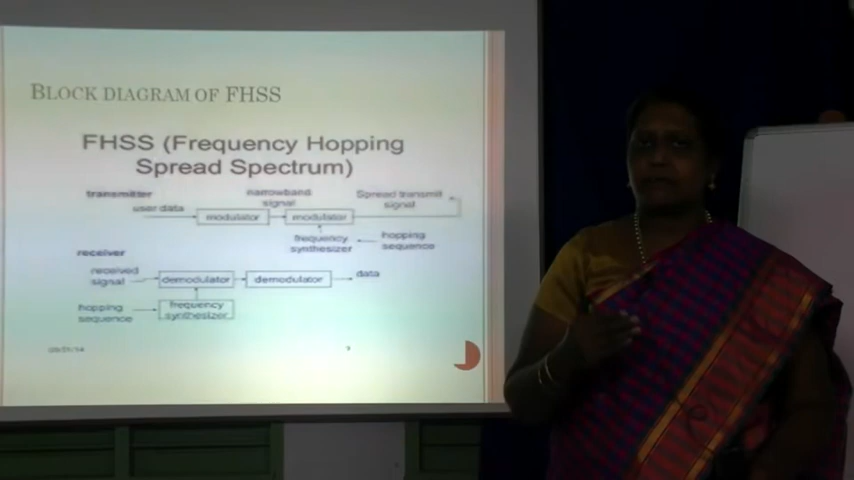 BLOCK DIAGRAM OF FHSS
FHSS (Frequency Hopping
Spread Spectrum)
transmitter
user data
modulator
narrowband
signal
modulator
Spread transmit
signal
frequency
synthesizer
hopping
sequence
receiver
received
signal
demodulator
demodulator
data
hopping
sequence
frequency
synthesizer